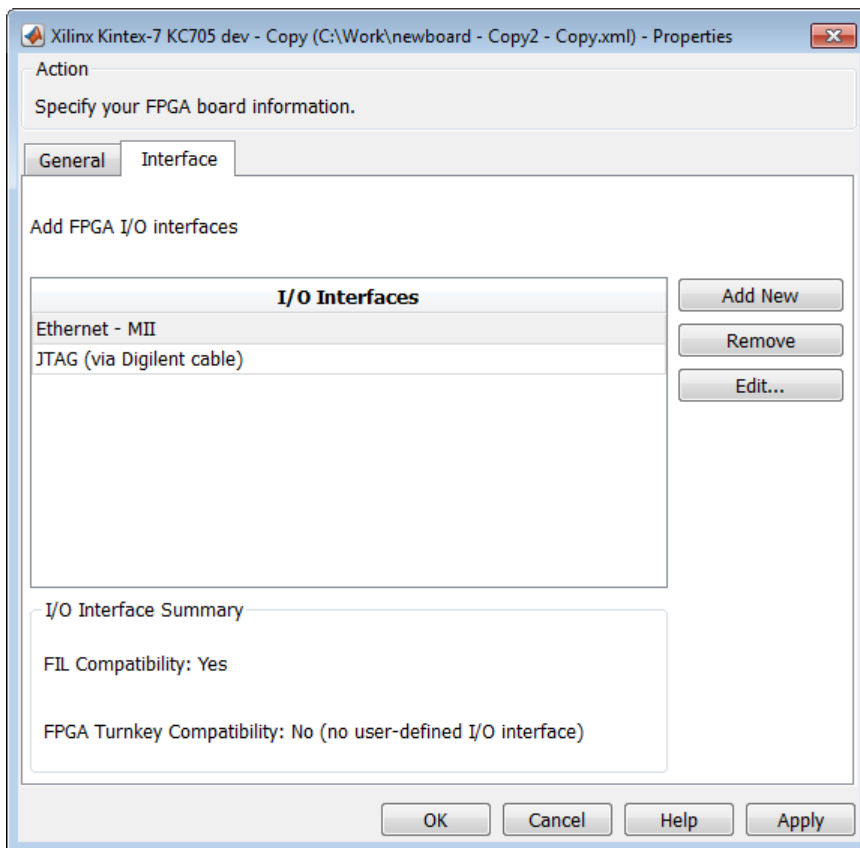 Xilinx Kintex-7 KC705 dev - Copy (C:\Work\newboard - Copy2 - Copy.xml) - Properties
Action
Specify your FPGA board information.
General Interface
Add FPGA I/O interfaces
I/O Interfaces
Ethernet - MII
JTAG (via Digilent cable)
Add New
Remove
Edit...
I/O Interface Summary
FIL Compatibility: Yes
FPGA Turnkey Compatibility: No (no user-defined I/O interface)
OK Cancel Help Apply